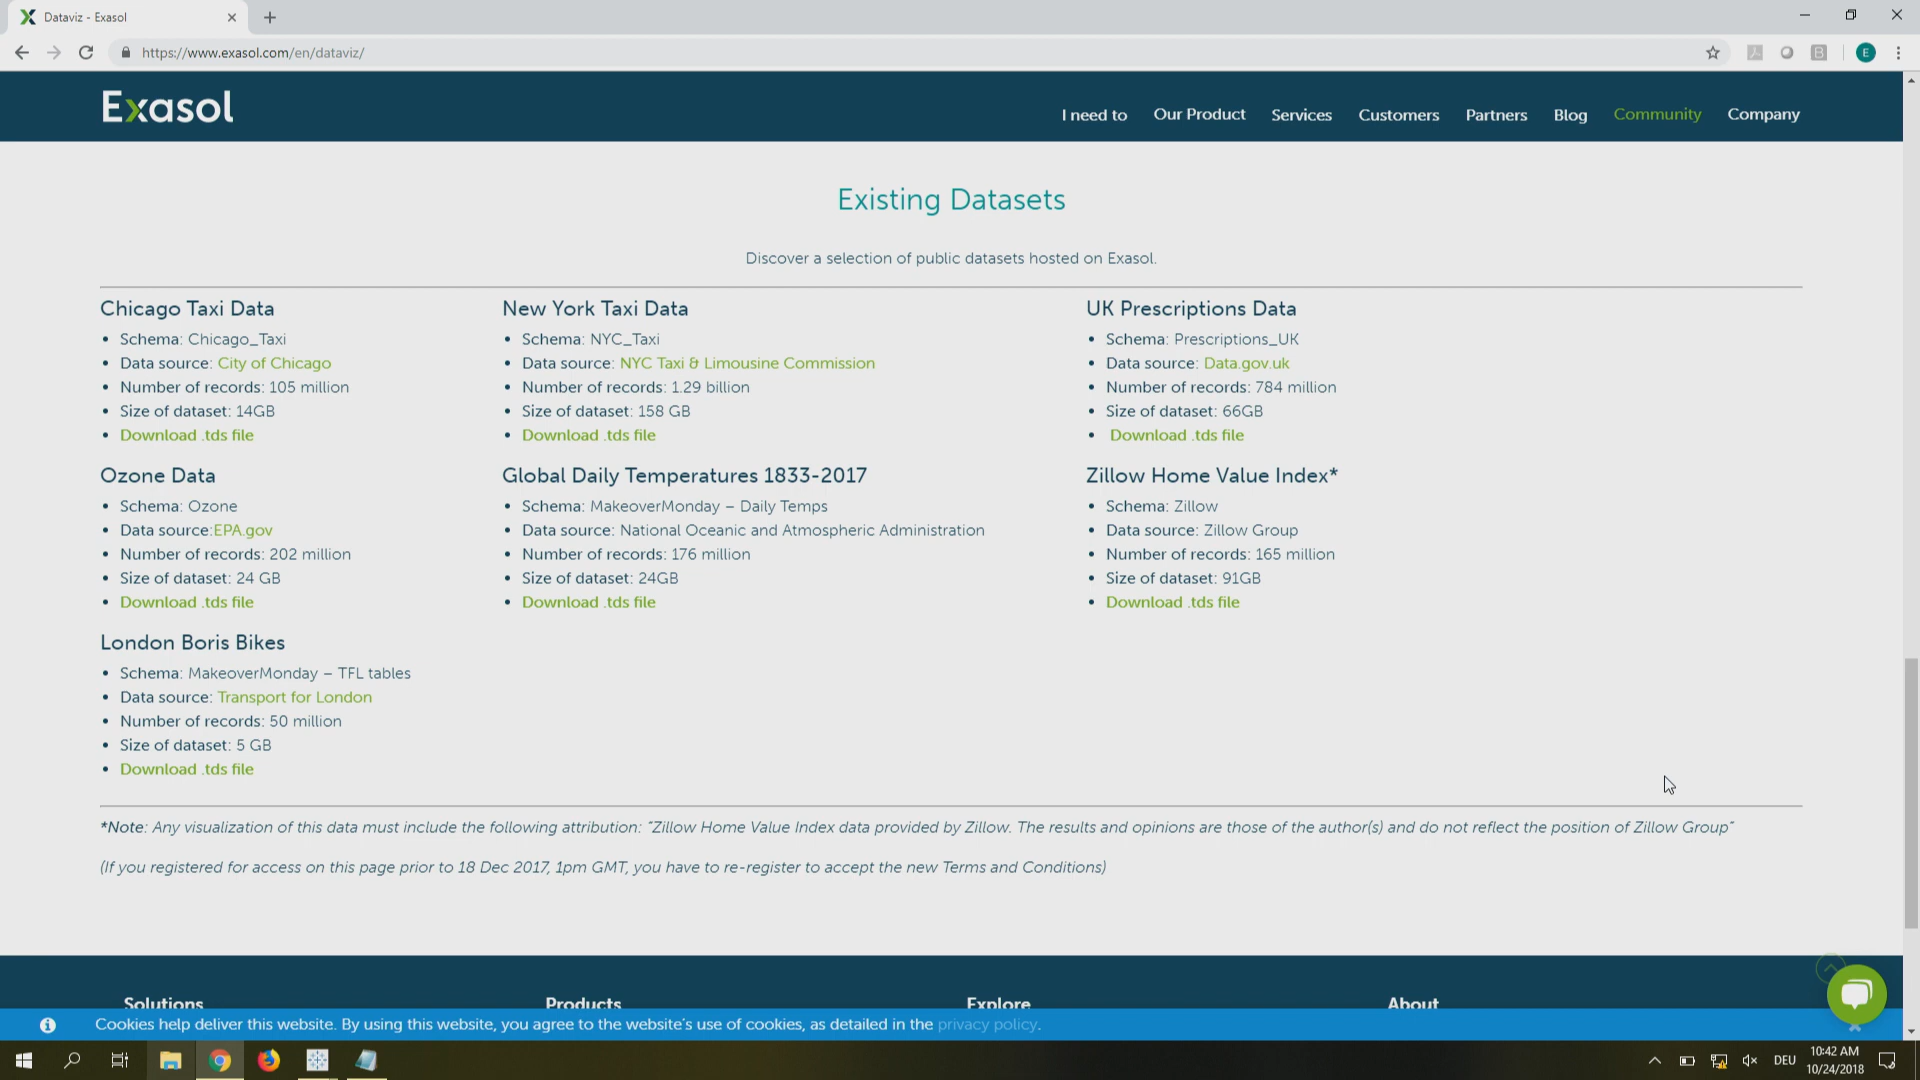 Dataviz - Exasol
https://www.exasol.com/en/dataviz/
E
Exasol
I need to
Our Product
Services
Customers
Partners
Blog
Community
Company
Existing Datasets
Discover a selection of public datasets hosted on Exasol.
Chicago Taxi Data
Schema: Chicago_Taxi
Data source: City of Chicago
Number of records: 105 million
Size of dataset: 14GB
Download .tds file
New York Taxi Data
Schema: NYC_Taxi
Data source: NYC Taxi & Limousine Commission
Number of records: 1.29 billion
Size of dataset: 158 GB
Download .tds file
UK Prescriptions Data
Schema: Prescriptions_UK
Data source: Data.gov.uk
Number of records: 784 million
Size of dataset: 66GB
Download .tds file
Ozone Data
Schema: Ozone
Data source:EPA.gov
Number of records: 202 million
Size of dataset: 24 GB
Download .tds file
Global Daily Temperatures 1833-2017
Schema: MakeoverMonday – Daily Temps
Data source: National Oceanic and Atmospheric Administration
Number of records: 176 million
Size of dataset: 24GB
Download .tds file
Zillow Home Value Index*
Schema: Zillow
Data source: Zillow Group
Number of records: 165 million
Size of dataset: 91GB
Download .tds file
London Boris Bikes
Schema: MakeoverMonday – TFL tables
Data source: Transport for London
Number of records: 50 million
Size of dataset: 5 GB
Download .tds file
*Note: Any visualization of this data must include the following attribution: “Zillow Home Value Index data provided by Zillow. The results and opinions are those of the author(s) and do not reflect the position of Zillow Group”
(If you registered for access on this page prior to 18 Dec 2017, 1pm GMT, you have to re-register to accept the new Terms and Conditions)
Solutions
Products
Explore
About
Cookies help deliver this website. By using this website, you agree to the website's use of cookies, as detailed in the privacy policy.
DEU
10:42 AM
10/24/2018